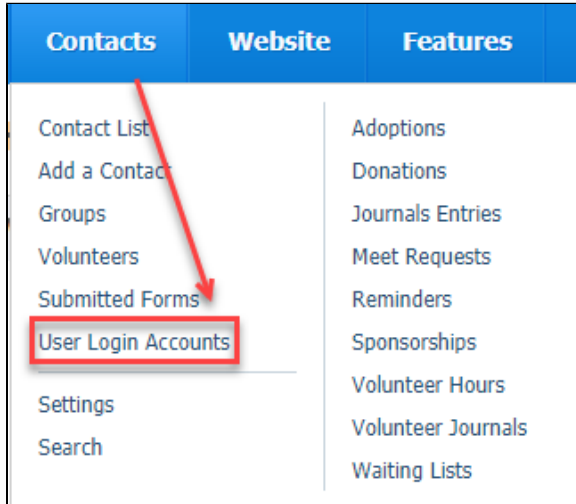 Contacts Website Features
Contact List
Add a Contact
Groups
Volunteers
Submitted Forms
User Login Accounts
Settings
Search
Adoptions
Donations
Journals Entries
Meet Requests
Reminders
Sponsorships
Volunteer Hours
Volunteer Journals
Waiting Lists